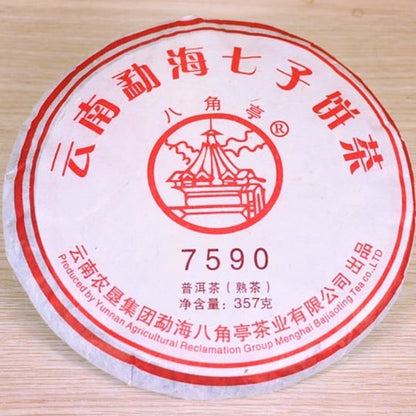 云南勐海七子饼茶
八角亭®
7590
普洱茶（熟茶）
净含量：357克
云南农垦集团勐海八角亭茶业有限公司 出品
Produced by Yunnan Agricultural Reclamation Group Menghai Bajiaoting Tea co.,LTD